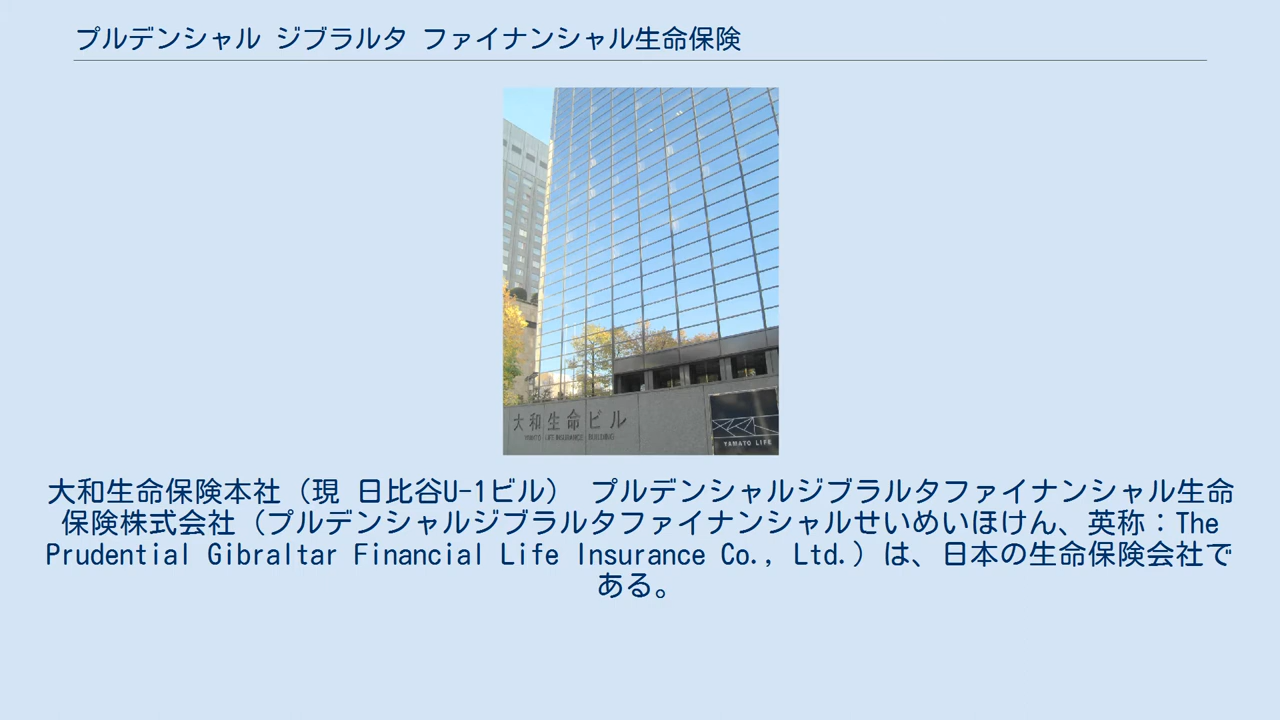 プルデンシャル ジブラルタ ファイナンシャル生命保険
大和生命ビル
YAMATO LIFE INSURANCE BUILDING
YAMATO LIFE
大和生命保険本社（現 日比谷U-1ビル） プルデンシャルジブラルタファイナンシャル生命
保険株式会社（プルデンシャルジブラルタファイナンシャルせいめいほけん、英称：The
Prudential Gibraltar Financial Life Insurance Co., Ltd.）は、日本の生命保険会社で
ある。